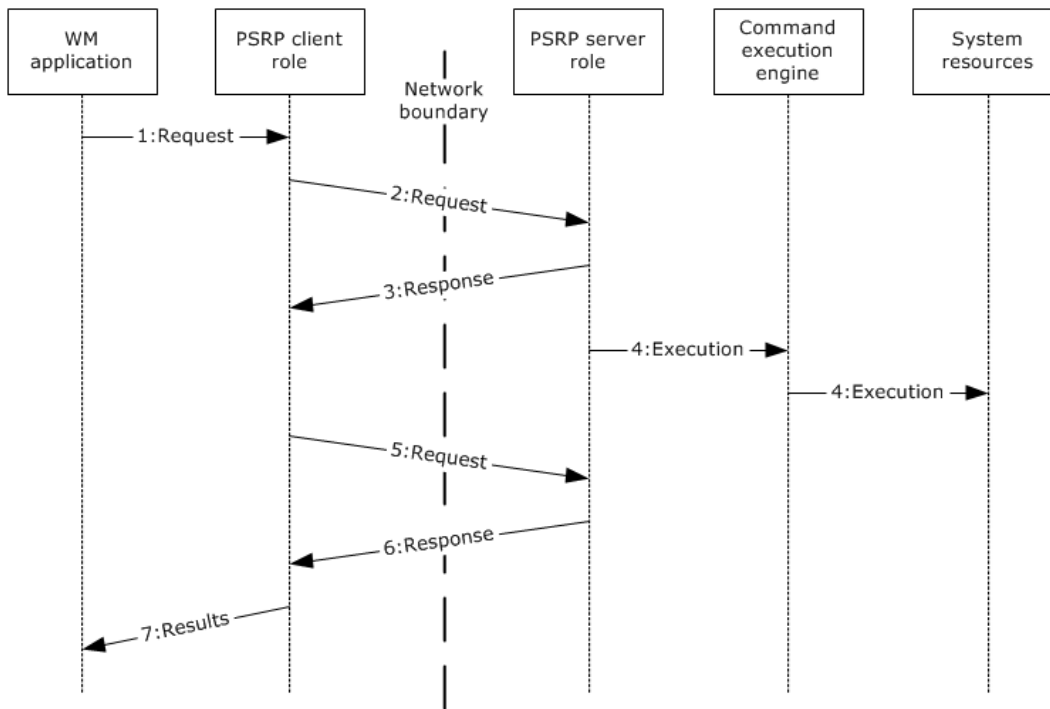 WM
application
PSRP client
role
PSRP server
role
Command
execution
engine
System
resources
Network
boundary
1:Request
2:Request
3:Response
4:Execution
4:Execution
5:Request
6:Response
7:Results